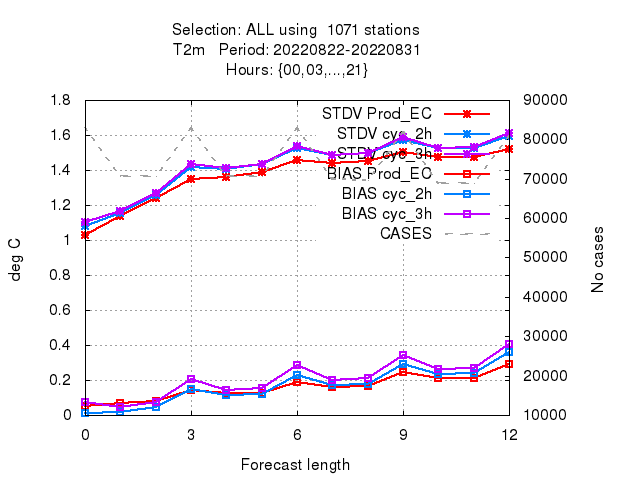 Selection: ALL using 1071 stations
T2m Period: 20220822-20220831
Hours: {00,03,...,21}
1.8
1.6
1.4
1.2
1
0.8
0.6
0.4
0.2
0
deg C
90000
80000
70000
60000
50000
40000
30000
20000
10000
No cases
STDV Prod_EC
STDV cyc_2h
STDV cyc_3h
BIAS Prod_EC
BIAS cyc_2h
BIAS cyc_3h
CASES
0 3 6 9 12
Forecast length